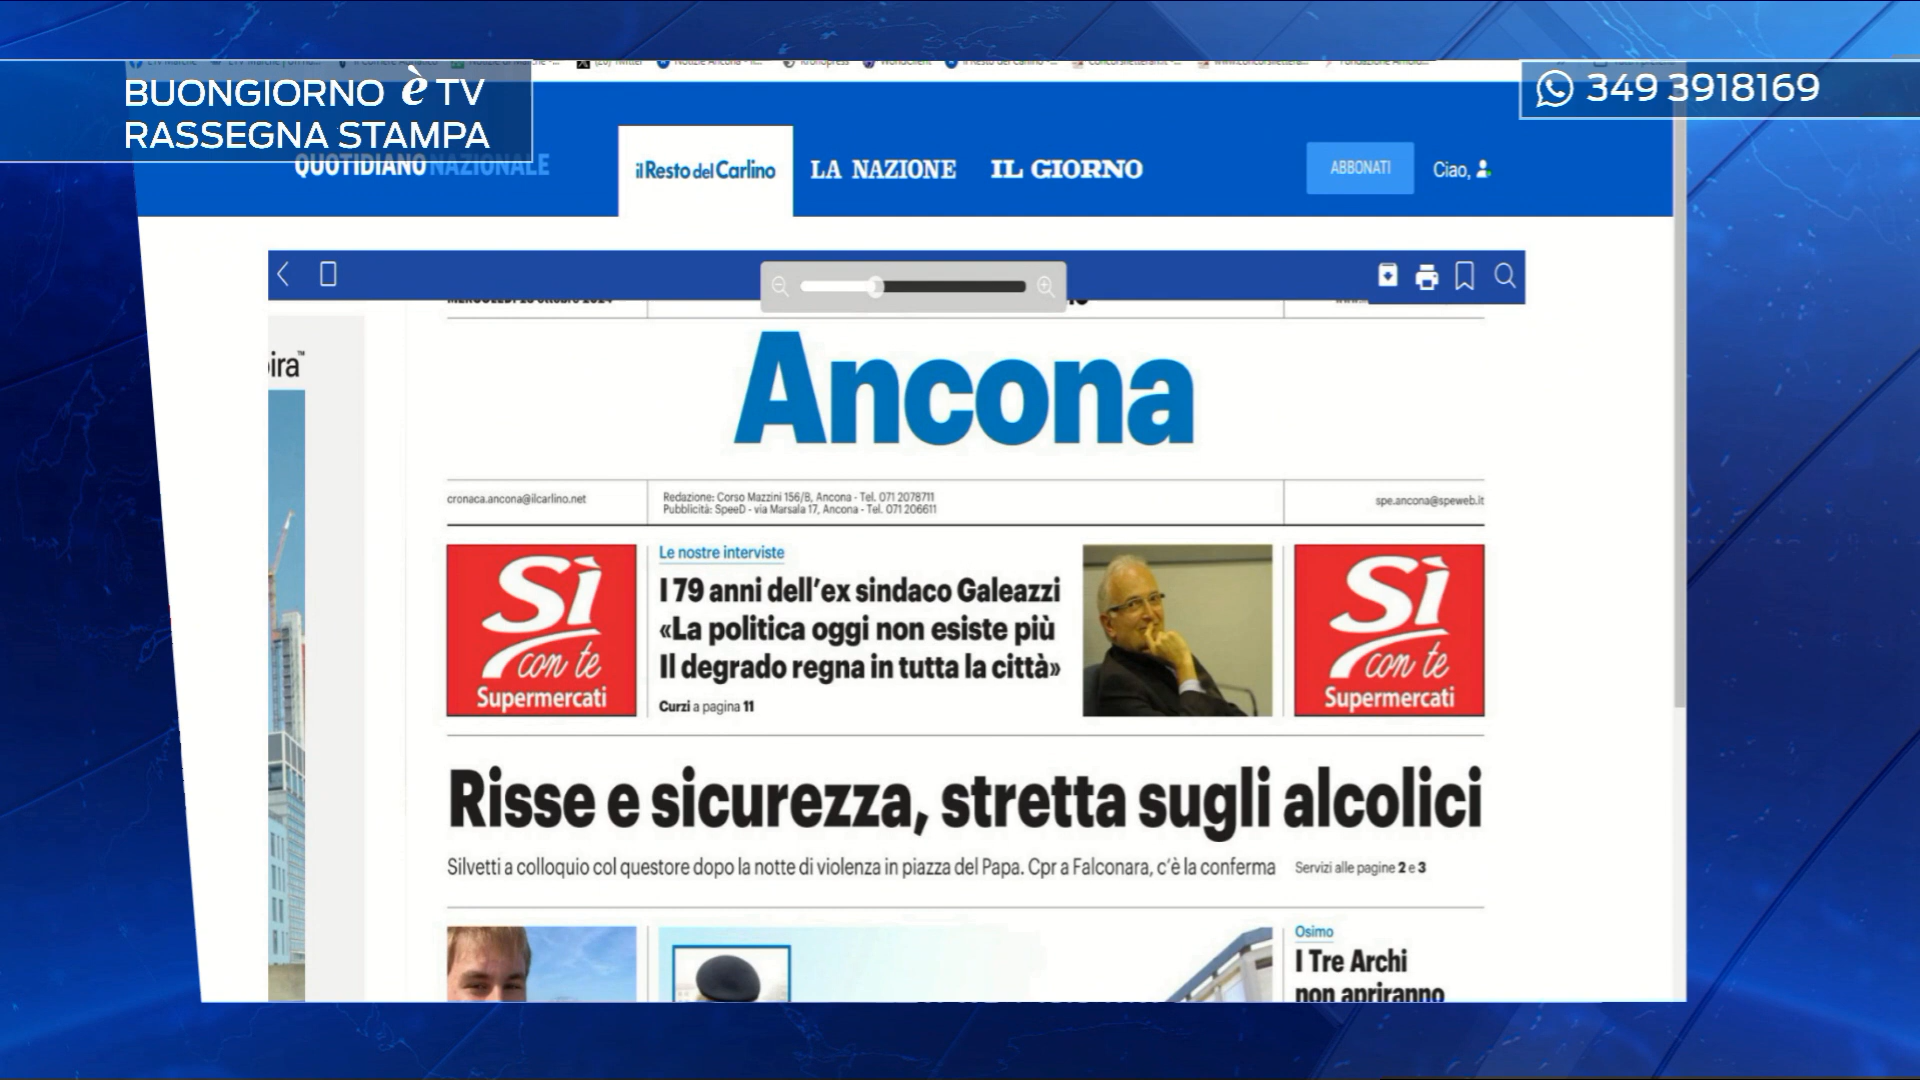 BUONGIORNO è TV
RASSEGNA STAMPA
349 3918169
QUOTIDIANO NAZIONALE
il Resto del Carlino
LA NAZIONE
IL GIORNO
ABBONATI
Ciao,
Ancona
cronaca.ancona@ilcarlino.net
Redazione: Corso Mazzini 156/B, Ancona - Tel. 071 2078711
Pubblicità: SpeeD - via Marsala 17, Ancona - Tel. 071 206611
spe.ancona@speweb.it
Sì
con te
Supermercati
Le nostre interviste
I 79 anni dell'ex sindaco Galeazzi
«La politica oggi non esiste più
Il degrado regna in tutta la città»
Curzi a pagina 11
Sì
con te
Supermercati
Risse e sicurezza, stretta sugli alcolici
Silvetti a colloquio col questore dopo la notte di violenza in piazza del Papa. Cpr a Falconara, c'è la conferma
Servizi alle pagine 2 e 3
Osimo
I Tre Archi
non apriranno